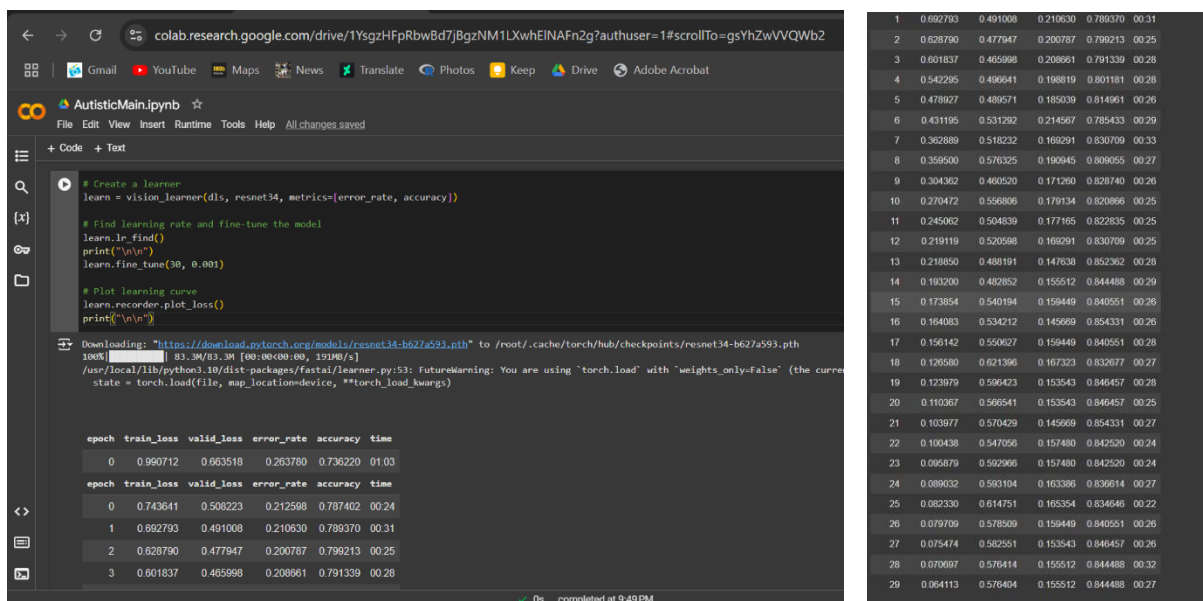 colab.research.google.com/drive/1YsgzHFpRbwBd7jBgzNM1LXwhElNAFn2g?authuser=1#scrollTo=gsYhZwVVQWb2
Gmail YouTube Maps News Translate Photos Keep Drive Adobe Acrobat
AutisticMain.ipynb
File Edit View Insert Runtime Tools Help All changes saved
+ Code + Text
# Create a learner
learn = vision_learner(dls, resnet34, metrics=[error_rate, accuracy])
# Find learning rate and fine-tune the model
learn.lr_find()
print("\n\n")
learn.fine_tune(30, 0.001)
# Plot learning curve
learn.recorder.plot_loss()
print("\n\n")
Downloading: "https://download.pytorch.org/models/resnet34-b627a593.pth" to /root/.cache/torch/hub/checkpoints/resnet34-b627a593.pth
100%| 83.3M/83.3M [00:00<00:00, 191MB/s]
/usr/local/lib/python3.10/dist-packages/fastai/learner.py:53: FutureWarning: You are using `torch.load` with `weights_only=False` (the curre
state = torch.load(file, map_location=device, **torch_load_kwargs)
epoch train_loss valid_loss error_rate accuracy time
0 0.990712 0.663518 0.263780 0.736220 01:03
epoch train_loss valid_loss error_rate accuracy time
0 0.743641 0.508223 0.212598 0.787402 00:24
1 0.692793 0.491008 0.210630 0.789370 00:31
2 0.628790 0.477947 0.200787 0.799213 00:25
3 0.601837 0.465998 0.208661 0.791339 00:28
0s completed at 9:49 PM
1 0.692793 0.491008 0.210630 0.789370 00:31
2 0.628790 0.477947 0.200787 0.799213 00:25
3 0.601837 0.465998 0.208661 0.791339 00:28
4 0.542295 0.496641 0.198819 0.801181 00:28
5 0.478927 0.489571 0.185039 0.814961 00:26
6 0.431195 0.531292 0.214567 0.785433 00:29
7 0.362889 0.518232 0.169291 0.830709 00:33
8 0.359500 0.576325 0.190945 0.809055 00:27
9 0.304362 0.460520 0.171260 0.828740 00:26
10 0.270472 0.556806 0.179134 0.820866 00:25
11 0.245062 0.504839 0.177165 0.822835 00:25
12 0.219119 0.520598 0.169291 0.830709 00:25
13 0.218850 0.488191 0.147638 0.852362 00:28
14 0.193200 0.482852 0.155512 0.844488 00:29
15 0.173854 0.540194 0.159449 0.840551 00:26
16 0.164083 0.534212 0.145669 0.854331 00:26
17 0.156142 0.550627 0.159449 0.840551 00:28
18 0.126580 0.621396 0.167323 0.832677 00:27
19 0.123979 0.596423 0.153543 0.846457 00:28
20 0.110367 0.566541 0.153543 0.846457 00:25
21 0.103977 0.570429 0.145669 0.854331 00:27
22 0.100438 0.547056 0.157480 0.842520 00:24
23 0.095879 0.592966 0.157480 0.842520 00:24
24 0.089032 0.593104 0.163386 0.836614 00:27
25 0.082330 0.614751 0.165354 0.834646 00:22
26 0.079709 0.578509 0.159449 0.840551 00:26
27 0.075474 0.582551 0.153543 0.846457 00:26
28 0.070697 0.576414 0.155512 0.844488 00:32
29 0.064113 0.576404 0.155512 0.844488 00:27